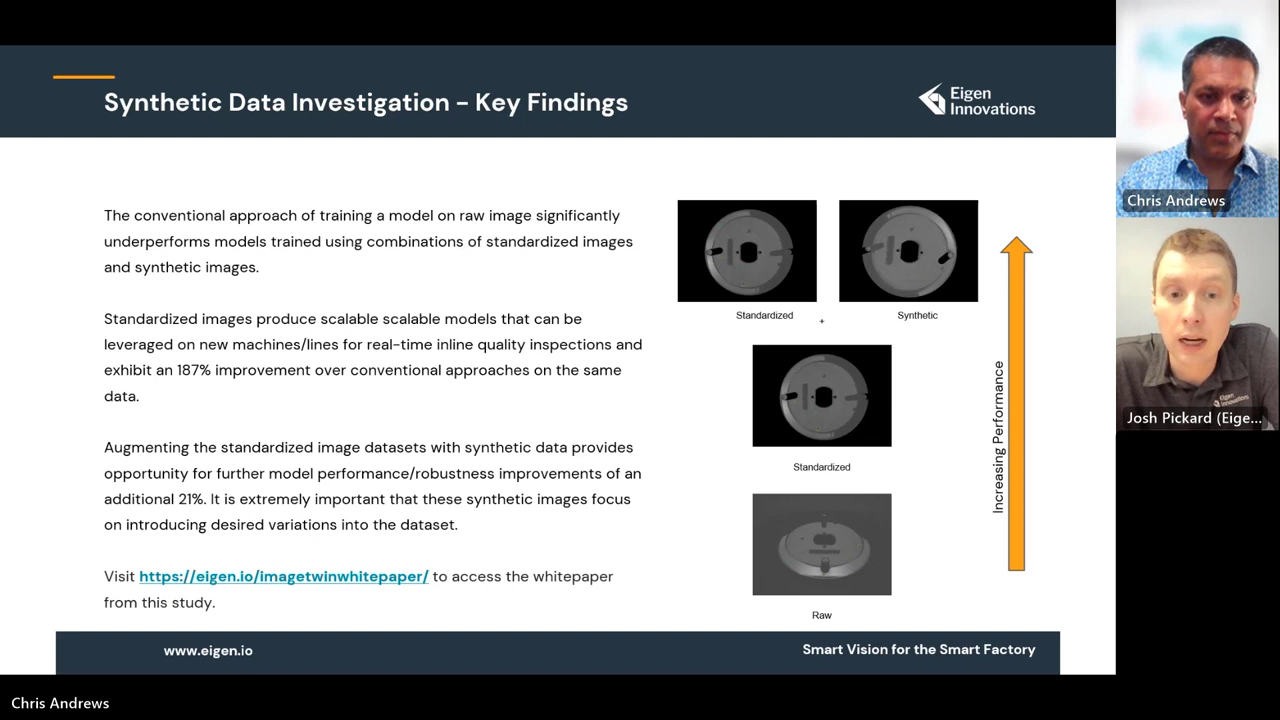 Synthetic Data Investigation - Key Findings
Eigen
Innovations
The conventional approach of training a model on raw image significantly
underperforms models trained using combinations of standardized images
and synthetic images.
Standardized images produce scalable scalable models that can be
leveraged on new machines/lines for real-time inline quality inspections and
exhibit an 187% improvement over conventional approaches on the same
data.
Augmenting the standardized image datasets with synthetic data provides
opportunity for further model performance/robustness improvements of an
additional 21%. It is extremely important that these synthetic images focus
on introducing desired variations into the dataset.
Visit https://eigen.io/imagetwinwhitepaper/ to access the whitepaper
from this study.
Standardized
+
Synthetic
Standardized
Raw
Increasing Performance
www.eigen.io
Smart Vision for the Smart Factory
Chris Andrews
Eigen
Innovations
Josh Pickard (Eige...
Chris Andrews